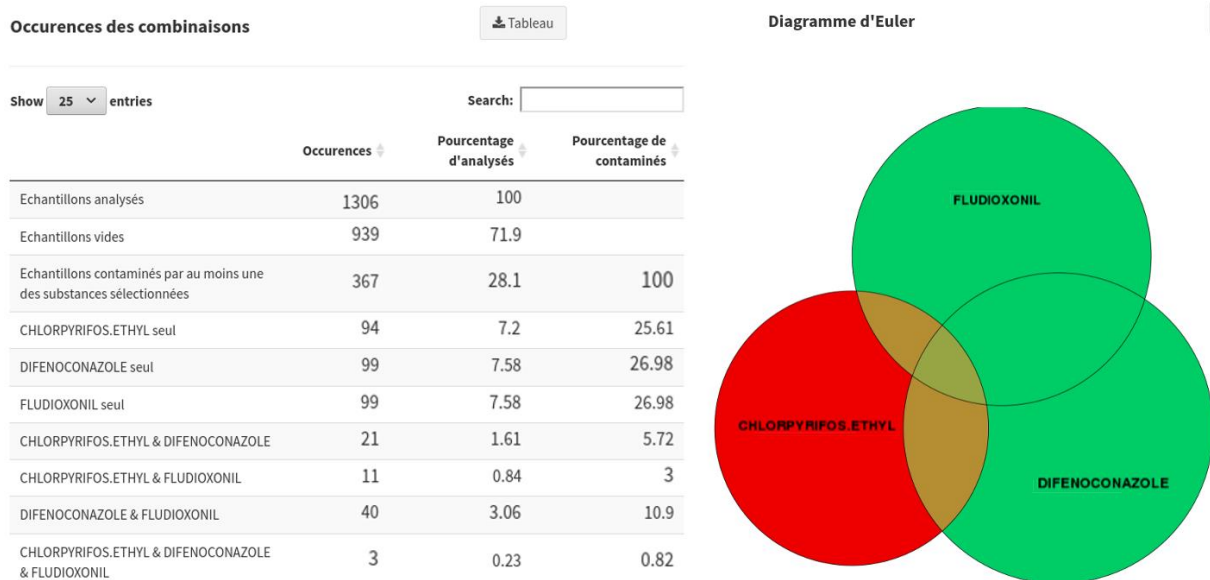 Occurences des combinaisons
Tableau
Diagramme d'Euler
Show 25 entries
Search:
Occurences
Pourcentage
d'analysés
Pourcentage de
contaminés
Echantillons analysés 1306 100
Echantillons vides 939 71.9
Echantillons contaminés par au moins une
des substances sélectionnées 367 28.1 100
CHLORPYRIFOS.ETHYL seul 94 7.2 25.61
DIFENOCONAZOLE seul 99 7.58 26.98
FLUDIOXONIL seul 99 7.58 26.98
CHLORPYRIFOS.ETHYL & DIFENOCONAZOLE 21 1.61 5.72
CHLORPYRIFOS.ETHYL & FLUDIOXONIL 11 0.84 3
DIFENOCONAZOLE & FLUDIOXONIL 40 3.06 10.9
CHLORPYRIFOS.ETHYL & DIFENOCONAZOLE
& FLUDIOXONIL 3 0.23 0.82
FLUDIOXONIL
CHLORPYRIFOS.ETHYL
DIFENOCONAZOLE